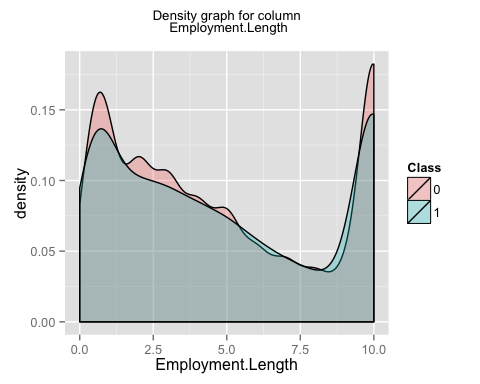 Density graph for column
Employment.Length
density
0.15
0.10
0.05
0.00
0.0 2.5 5.0 7.5 10.0
Employment.Length
Class
0
1